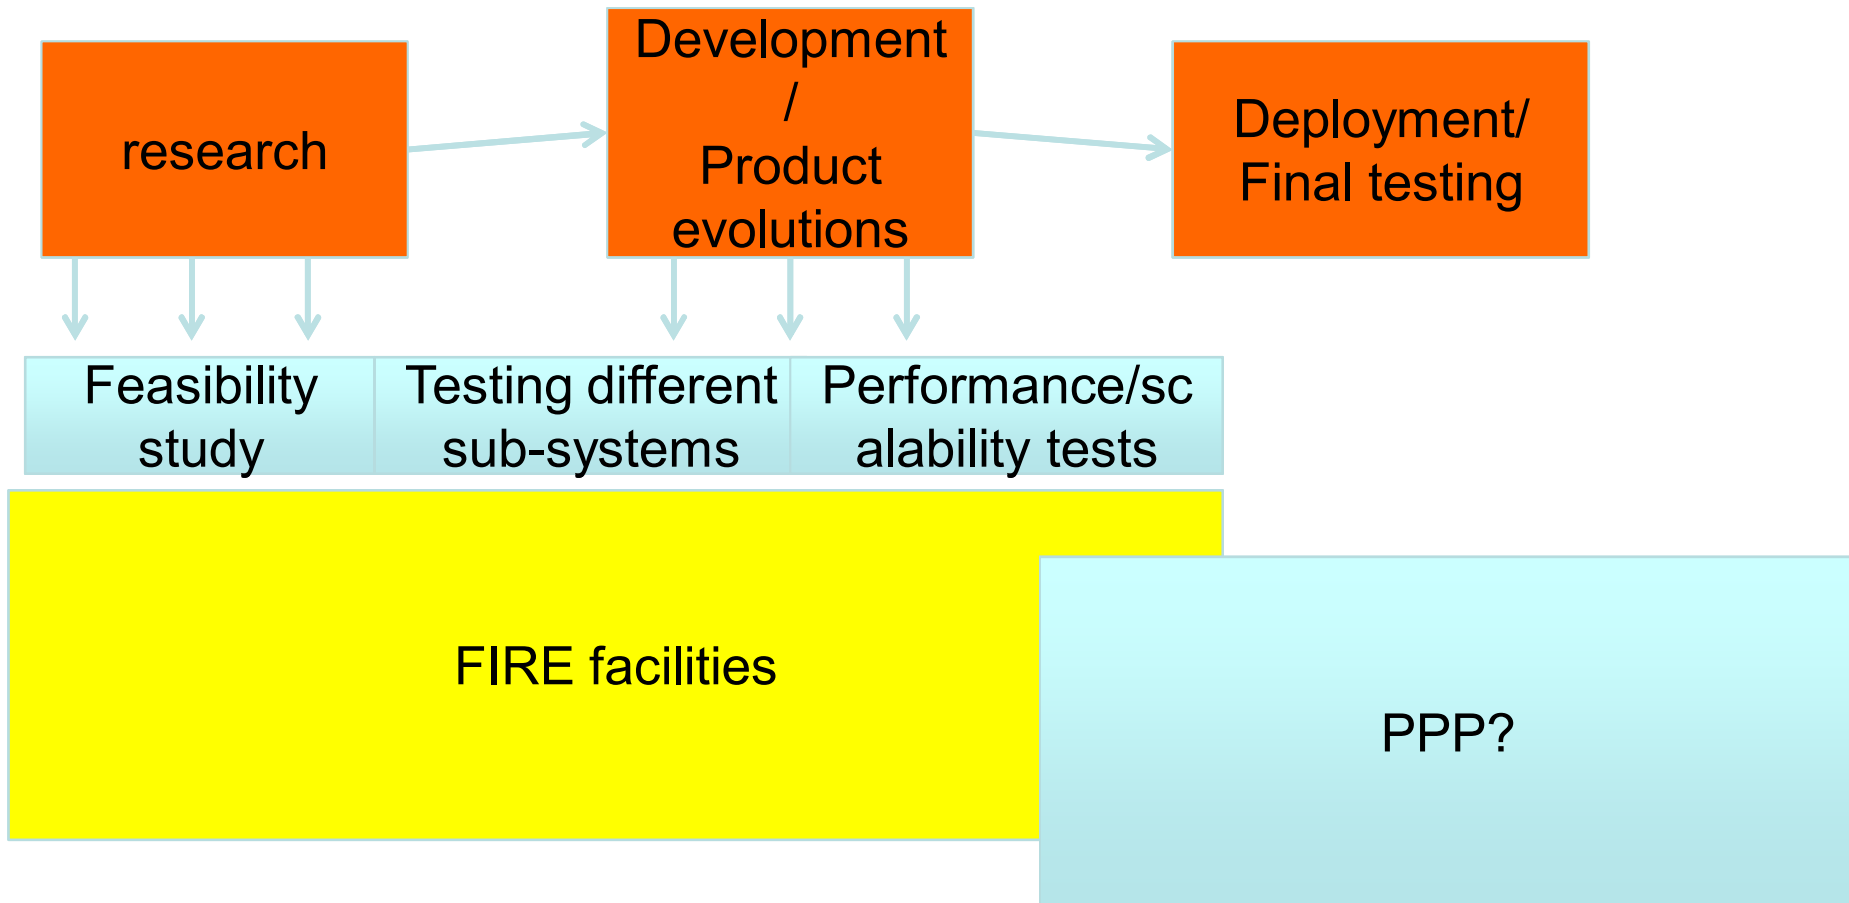 research
Development
/
Product
evolutions
Deployment/
Final testing
Feasibility
study
Testing different
sub-systems
Performance/sc
alability tests
FIRE facilities
PPP?